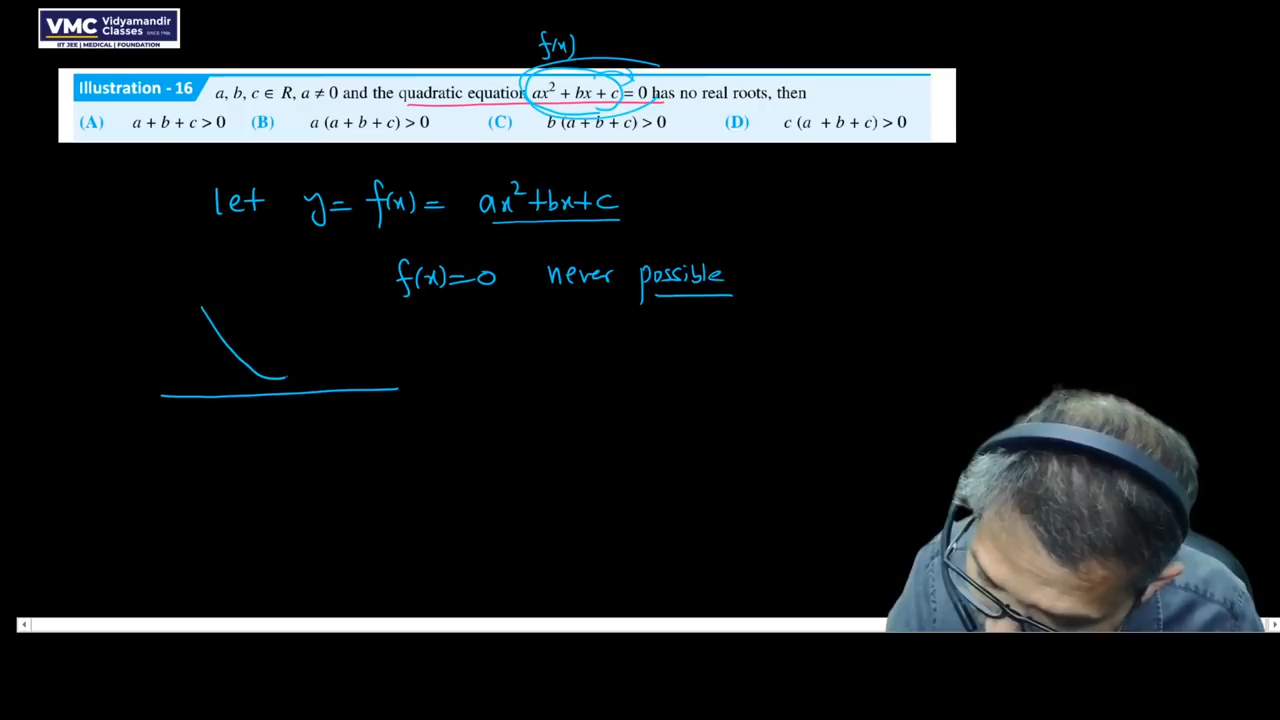 VMC Vidyamandir Classes SINCE 1986
IIT JEE | MEDICAL | FOUNDATION
f(x)
Illustration - 16 a, b, c ∈ R, a ≠ 0 and the quadratic equation ax² + bx + c = 0 has no real roots, then
(A) a + b + c > 0 (B) a (a + b + c) > 0 (C) b (a + b + c) > 0 (D) c (a + b + c) > 0
let y = f(x) = ax² + bx + c
f(x) = 0 never possible